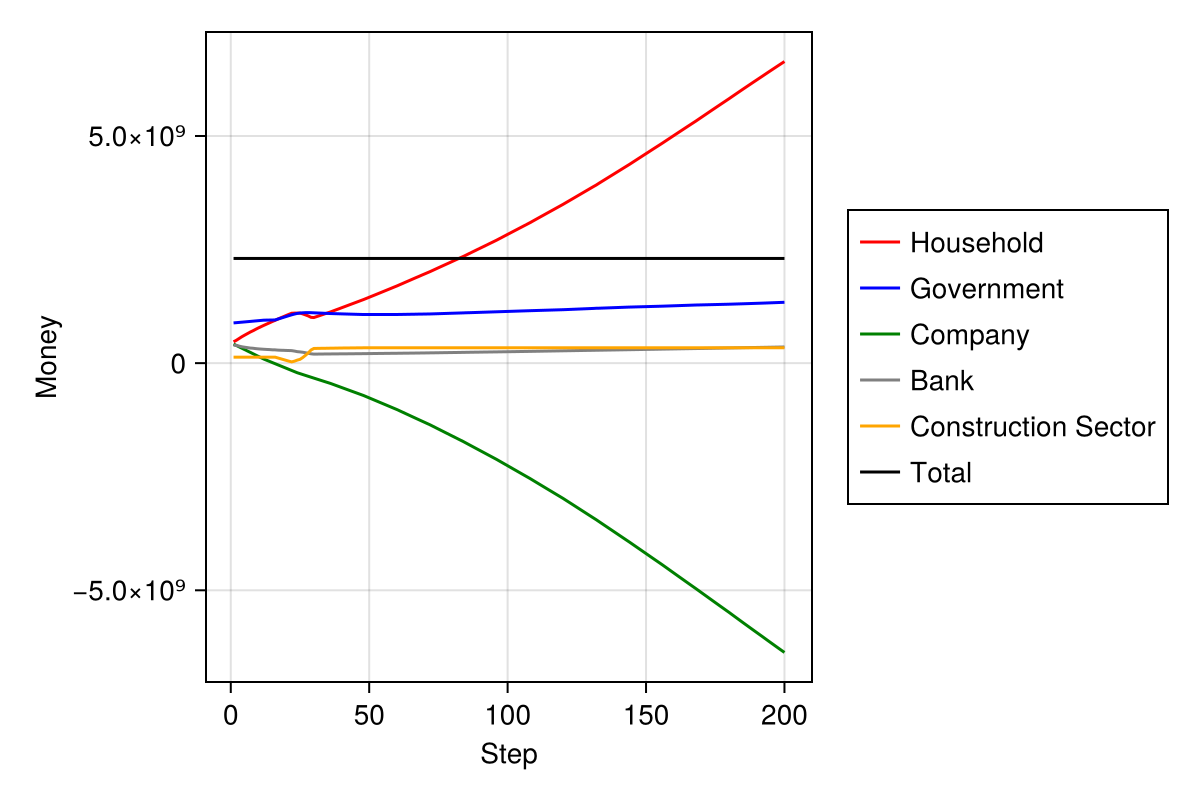 5.0×10⁹
0
−5.0×10⁹
Money
0 50 100 150 200
Step
Household
Government
Company
Bank
Construction Sector
Total